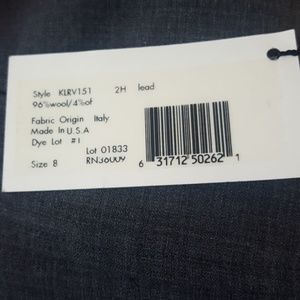 Style KLRV151 2H lead
96%wool/4%of
Fabric Origin Italy
Made In U.S.A
Dye Lot #1
Lot 01833
Size 8 RN36009
6 31712 50262 1